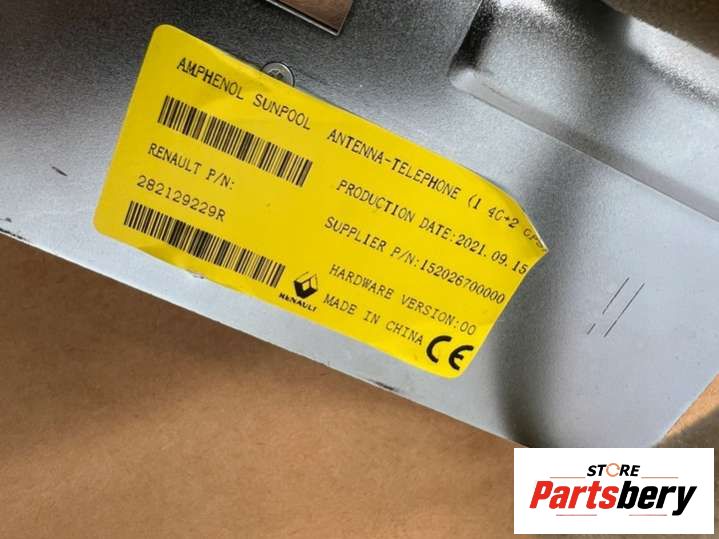 AMPHENOL SUNPOOL
ANTENNA-TELEPHONE (1 4G+2 GPS
RENAULT P/N:
282129229R
PRODUCTION DATE:2021.09.15
SUPPLIER P/N:152026700000
HARDWARE VERSION:00
MADE IN CHINA
RENAULT
CE
STORE
Partsbery